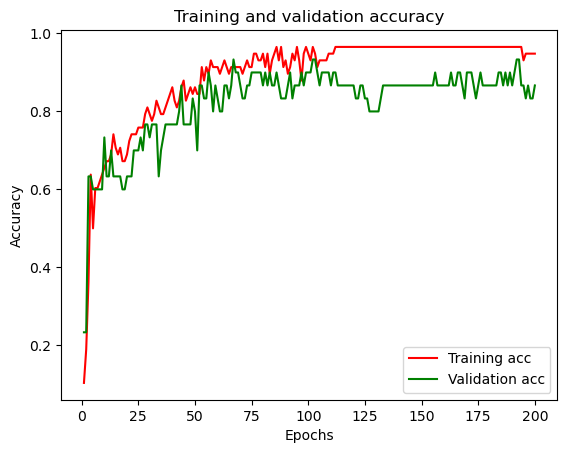 Training and validation accuracy
1.0
0.8
0.6
0.4
0.2
Accuracy
0 25 50 75 100 125 150 175 200
Epochs
Training acc
Validation acc